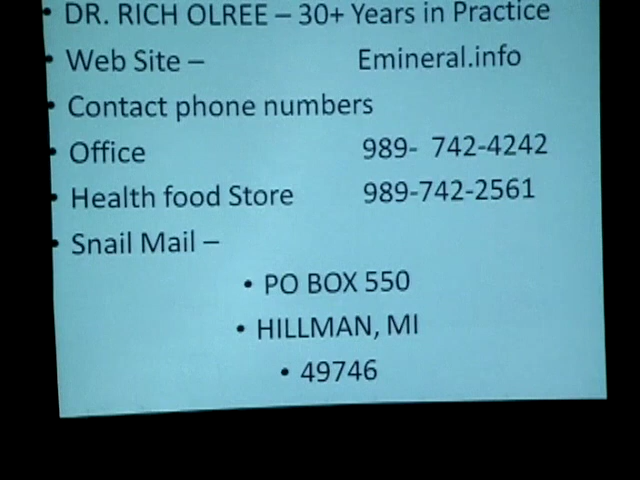 • DR. RICH OLREE – 30+ Years in Practice
• Web Site – Emineral.info
• Contact phone numbers
• Office 989- 742-4242
• Health food Store 989-742-2561
• Snail Mail –
• PO BOX 550
• HILLMAN, MI
• 49746